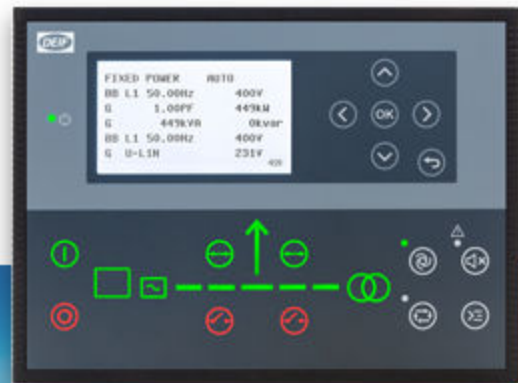 DEIF
FIXED POWER AUTO
BB L1 50.00Hz 400V
G 1.00PF 449kW
G 449kVA 0kvar
BB L1 50.00Hz 400V
G U-L1N 231V
OK